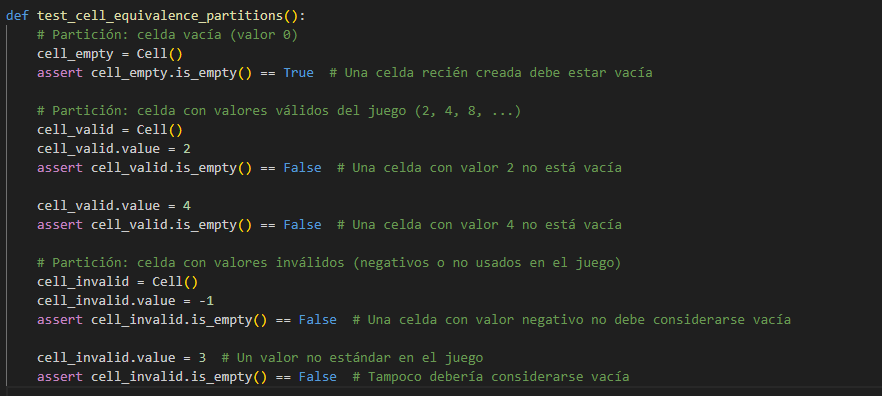 def test_cell_equivalence_partitions():
    # Partición: celda vacía (valor 0)
    cell_empty = Cell()
    assert cell_empty.is_empty() == True  # Una celda recién creada debe estar vacía

    # Partición: celda con valores válidos del juego (2, 4, 8, ...)
    cell_valid = Cell()
    cell_valid.value = 2
    assert cell_valid.is_empty() == False  # Una celda con valor 2 no está vacía

    cell_valid.value = 4
    assert cell_valid.is_empty() == False  # Una celda con valor 4 no está vacía

    # Partición: celda con valores inválidos (negativos o no usados en el juego)
    cell_invalid = Cell()
    cell_invalid.value = -1
    assert cell_invalid.is_empty() == False  # Una celda con valor negativo no debe considerarse vacía

    cell_invalid.value = 3  # Un valor no estándar en el juego
    assert cell_invalid.is_empty() == False  # Tampoco debería considerarse vacía